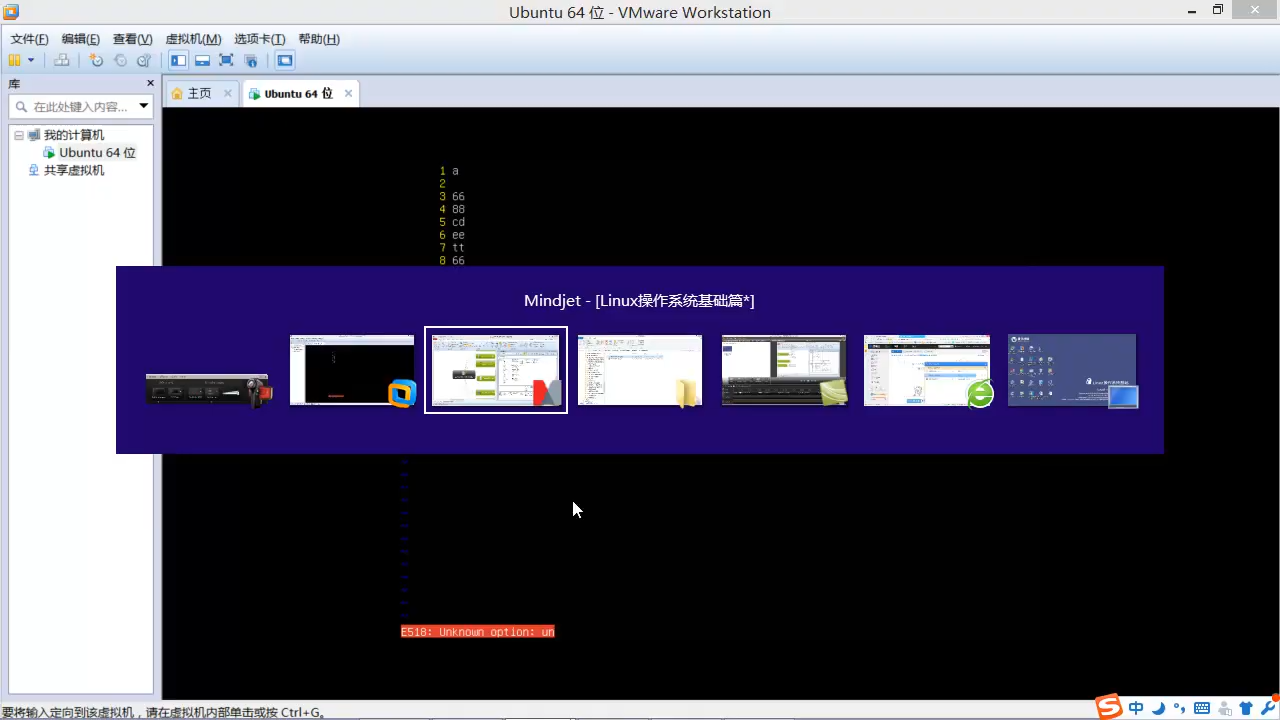 Ubuntu 64 位 - VMware Workstation
文件(F) 编辑(E) 查看(V) 虚拟机(M) 选项卡(T) 帮助(H)
库
主页
Ubuntu 64 位
在此处键入内容...
我的计算机
Ubuntu 64 位
共享虚拟机
1 a
2
3 66
4 88
5 cd
6 ee
7 tt
8 66
Mindjet - [Linux操作系统基础篇*]
E518: Unknown option: un
要将输入定向到该虚拟机，请在虚拟机内部单击或按 Ctrl+G。
中